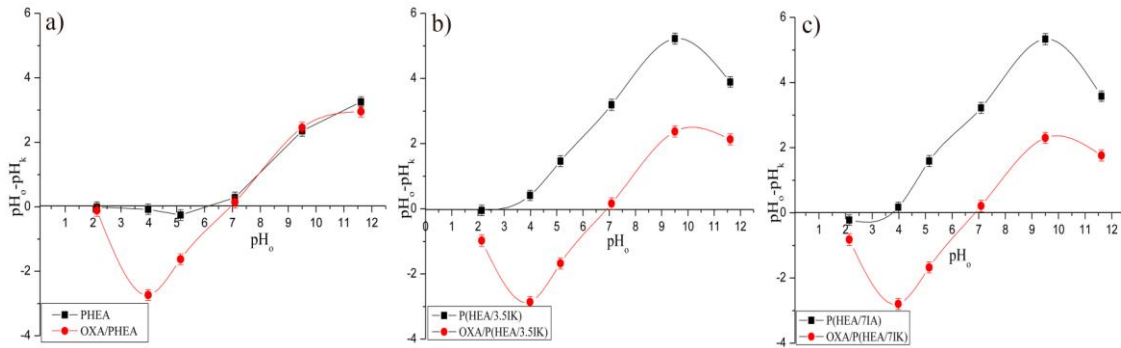 a)
pHₒ-pHₖ
4
2
0
-2
-4
1 2 3 4 5 6 7 8 9 10 11 12
pHₒ
PHEA
OXA/PHEA
b)
pHₒ-pHₖ
6
4
2
0
-2
-4
0 1 2 3 4 5 6 7 8 9 10 11 12
pHₒ
P(HEA/3.5IK)
OXA/P(HEA/3.5IK)
c)
pHₒ-pHₖ
6
4
2
0
-2
-4
0 1 2 3 4 5 6 7 8 9 10 11 12
pHₒ
P(HEA/7IA)
OXA/P(HEA/7IK)